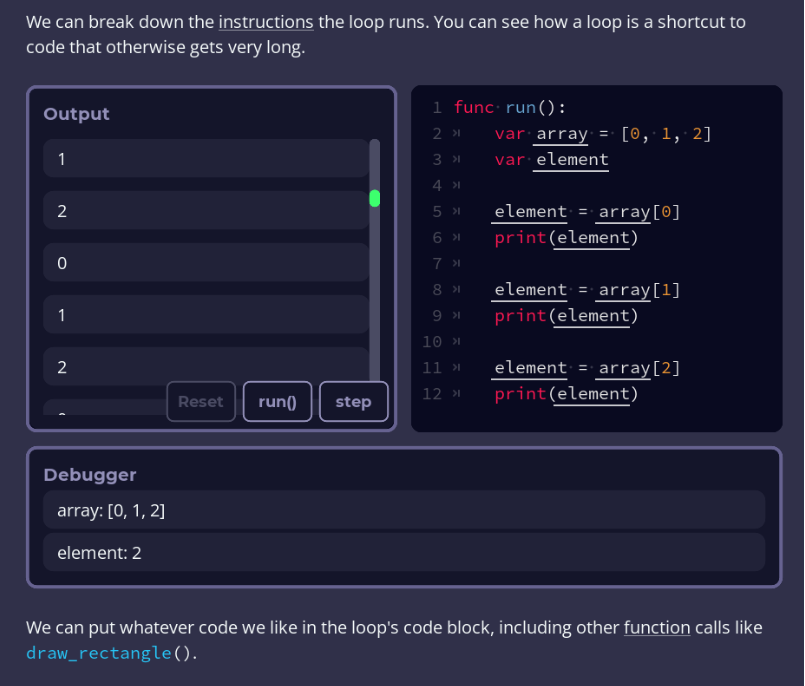 We can break down the instructions the loop runs. You can see how a loop is a shortcut to
code that otherwise gets very long.
Output
1
2
0
1
2
Reset
run()
step
1 func run():
2 var array = [0, 1, 2]
3 var element
4
5 element = array[0]
6 print(element)
7
8 element = array[1]
9 print(element)
10
11 element = array[2]
12 print(element)
Debugger
array: [0, 1, 2]
element: 2
We can put whatever code we like in the loop's code block, including other function calls like
draw_rectangle().